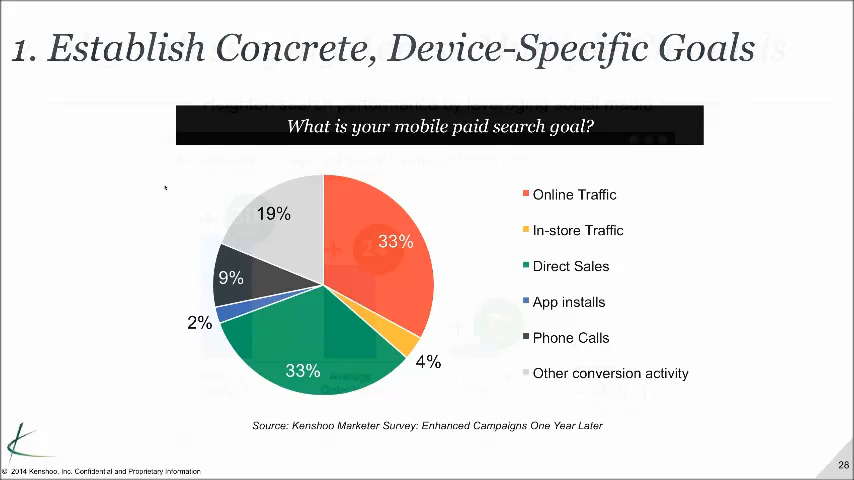 1. Establish Concrete, Device-Specific Goals
What is your mobile paid search goal?
19%
33%
9%
2%
33%
4%
Online Traffic
In-store Traffic
Direct Sales
App installs
Phone Calls
Other conversion activity
Source: Kenshoo Marketer Survey: Enhanced Campaigns One Year Later
© 2014 Kenshoo, Inc. Confidential and Proprietary Information
28